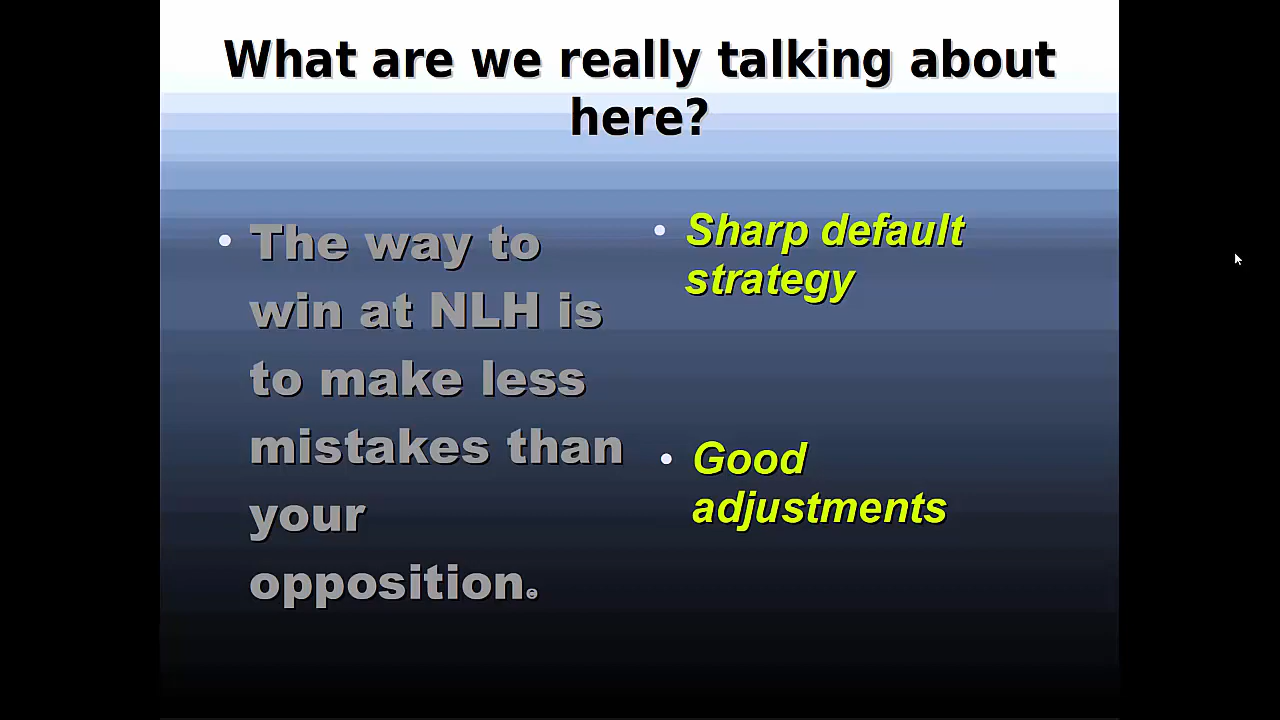 What are we really talking about
here?
• The way to
win at NLH is
to make less
mistakes than
your
opposition.
• Sharp default
strategy
• Good
adjustments